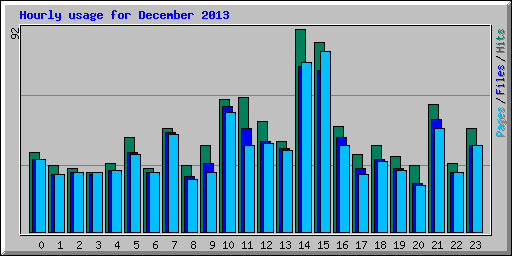 Hourly usage for December 2013
92
Pages/Files/Hits
0 1 2 3 4 5 6 7 8 9 10 11 12 13 14 15 16 17 18 19 20 21 22 23